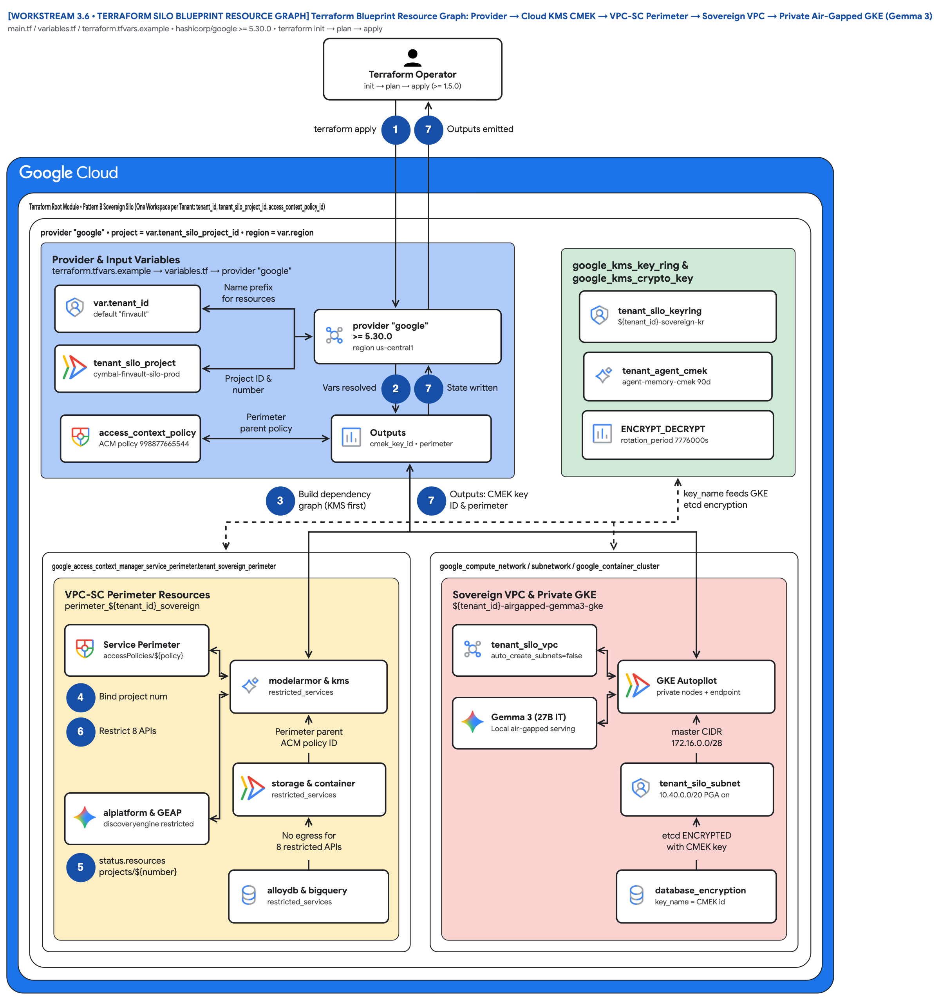 [WORKSTREAM 3.6 • TERRAFORM SILO BLUEPRINT RESOURCE GRAPH] Terraform Blueprint Resource Graph: Provider → Cloud KMS CMEK → VPC-SC Perimeter → Sovereign VPC → Private Air-Gapped GKE (Gemma 3)
main.tf / variables.tf / terraform.tfvars.example • hashicorp/google >= 5.30.0 • terraform init → plan → apply
Terraform Operator
init → plan → apply (>= 1.5.0)
terraform apply
1
7
Outputs emitted
Google Cloud
Terraform Root Module • Pattern B Sovereign Silo (One Workspace per Tenant: tenant_id, tenant_silo_project_id, access_context_policy_id)
provider "google" • project = var.tenant_silo_project_id • region = var.region
Provider & Input Variables
terraform.tfvars.example → variables.tf → provider "google"
var.tenant_id
default "finvault"
Name prefix
for resources
tenant_silo_project
cymbal-finvault-silo-prod
Project ID &
number
provider "google"
>= 5.30.0
region us-central1
Vars resolved
2
7
State written
access_context_policy
ACM policy 998877665544
Perimeter
parent policy
Outputs
cmek_key_id • perimeter
google_kms_key_ring &
google_kms_crypto_key
tenant_silo_keyring
${tenant_id}-sovereign-kr
tenant_agent_cmek
agent-memory-cmek 90d
ENCRYPT_DECRYPT
rotation_period 7776000s
3
Build dependency
graph (KMS first)
7
Outputs: CMEK key
ID & perimeter
key_name feeds GKE
etcd encryption
google_access_context_manager_service_perimeter.tenant_sovereign_perimeter
VPC-SC Perimeter Resources
perimeter_${tenant_id}_sovereign
Service Perimeter
accessPolicies/${policy}
4
Bind project num
6
Restrict 8 APIs
modelarmor & kms
restricted_services
Perimeter parent
ACM policy ID
storage & container
restricted_services
aiplatform & GEAP
discoveryengine restricted
No egress for
8 restricted APIs
5
status.resources
projects/${number}
alloydb & bigquery
restricted_services
google_compute_network / subnetwork / google_container_cluster
Sovereign VPC & Private GKE
${tenant_id}-airgapped-gemma3-gke
tenant_silo_vpc
auto_create_subnets=false
GKE Autopilot
private nodes + endpoint
Gemma 3 (27B IT)
Local air-gapped serving
master CIDR
172.16.0.0/28
tenant_silo_subnet
10.40.0.0/20 PGA on
etcd ENCRYPTED
with CMEK key
database_encryption
key_name = CMEK id